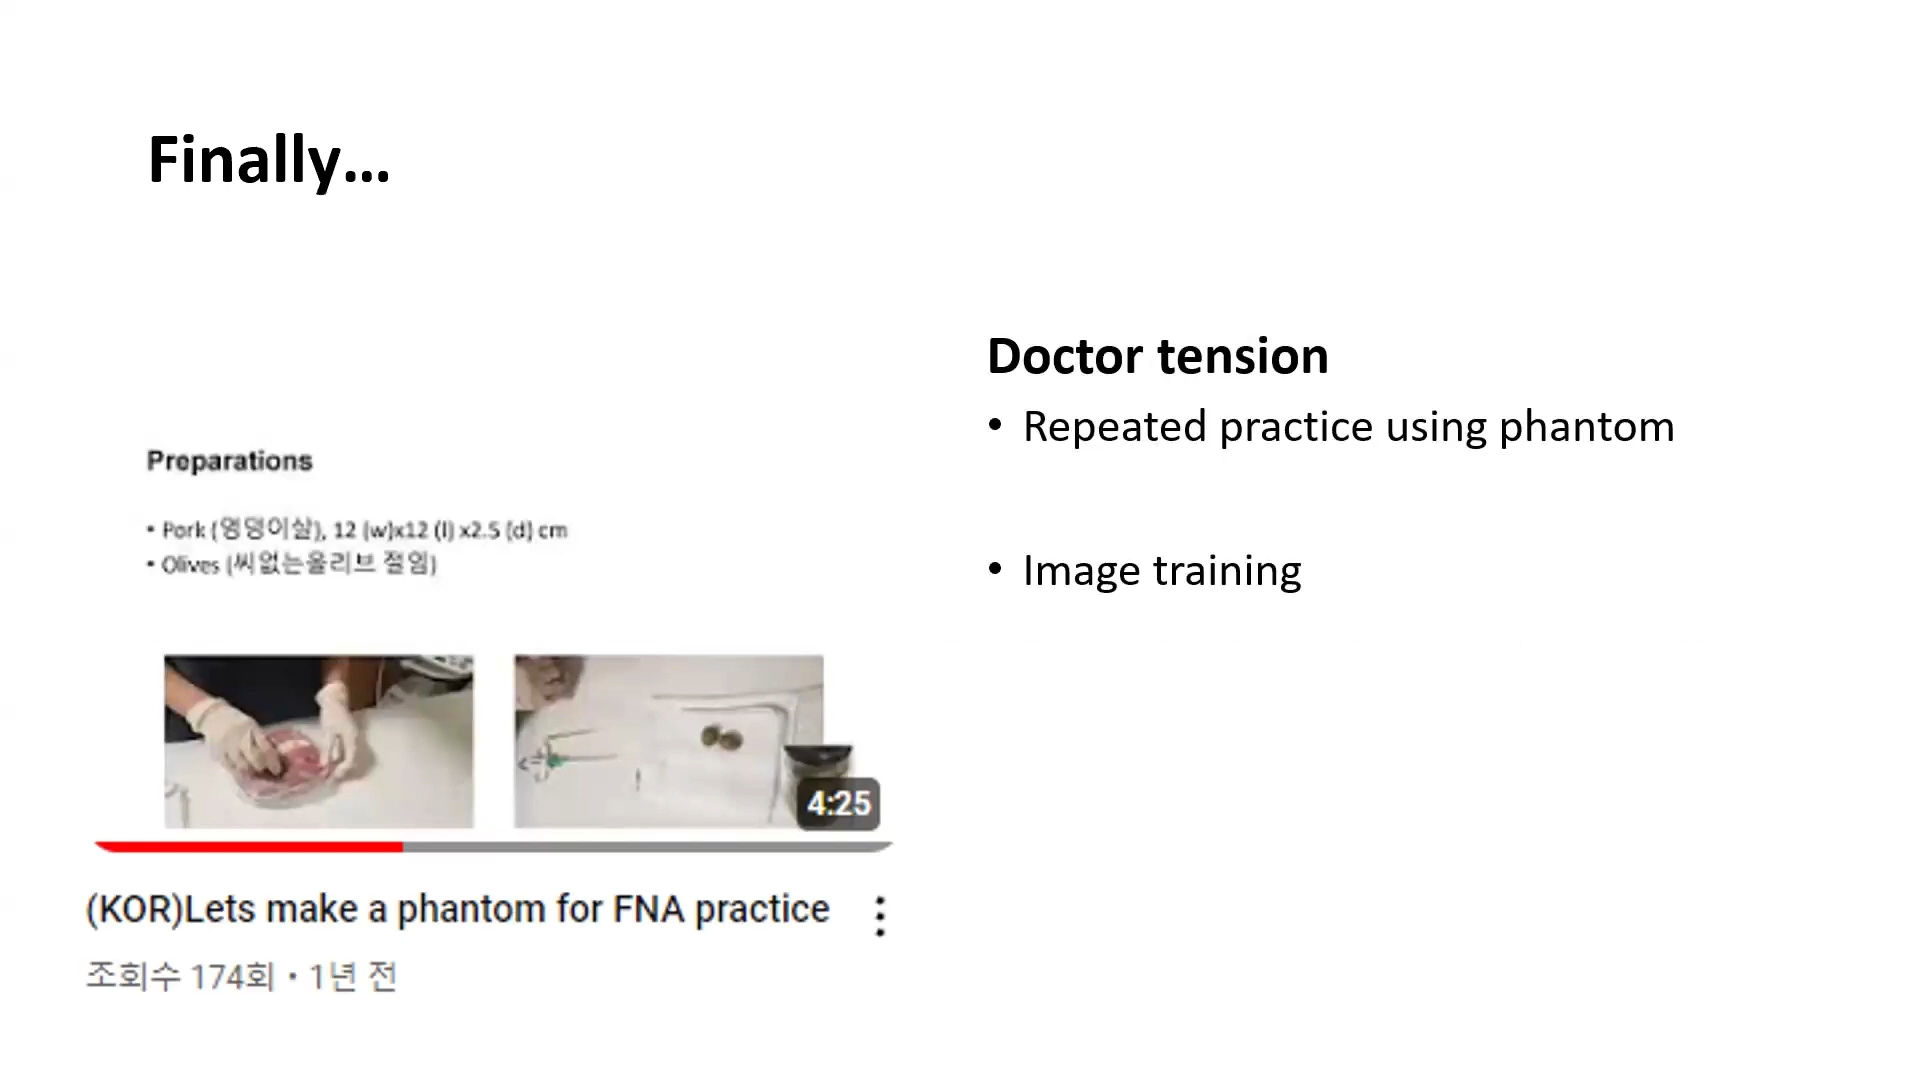 Finally...
Preparations
• Pork (엉덩이살), 12 (w)x12 (l) x2.5 (d) cm
• Olives (씨없는올리브 절임)
4:25
(KOR)Lets make a phantom for FNA practice
조회수 174회 • 1년 전
Doctor tension
• Repeated practice using phantom
• Image training